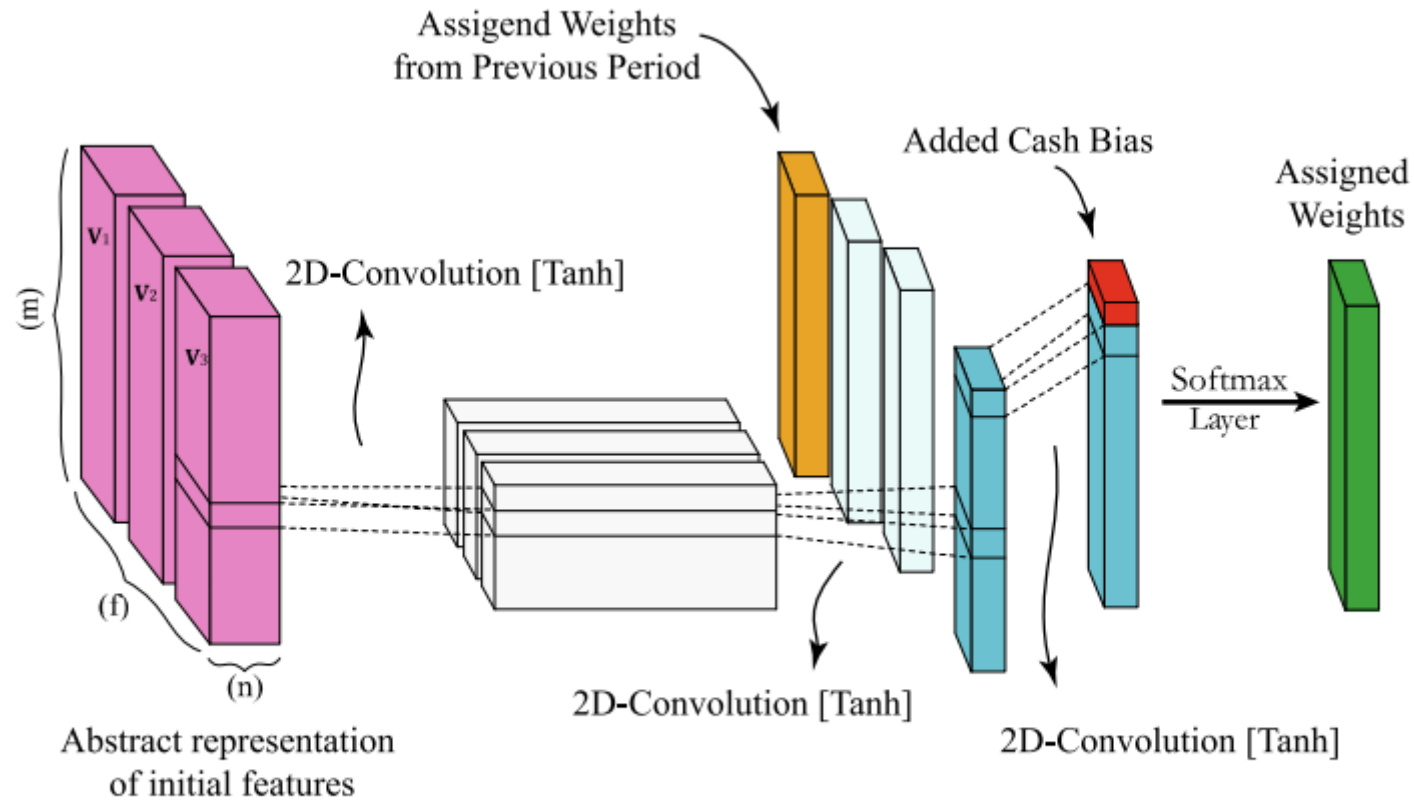 Assigend Weights
from Previous Period
Added Cash Bias
Assigned
Weights
v1
v2
v3
(m)
2D-Convolution [Tanh]
Softmax
Layer
(f)
(n)
2D-Convolution [Tanh]
2D-Convolution [Tanh]
Abstract representation
of initial features